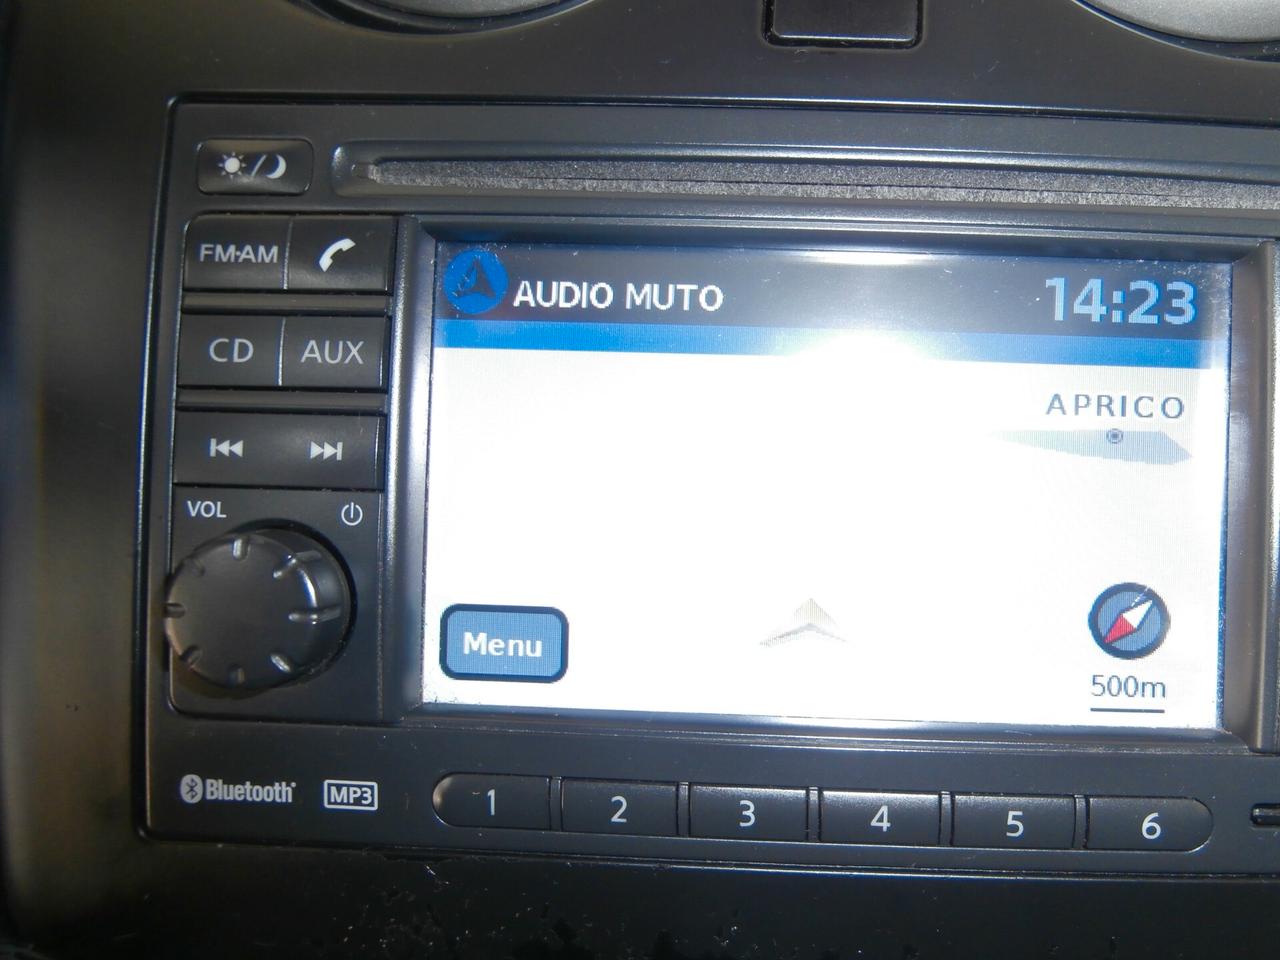 FM·AM
CD
AUX
VOL
AUDIO MUTO
14:23
APRICO
Menu
500m
Bluetooth®
MP3
1
2
3
4
5
6